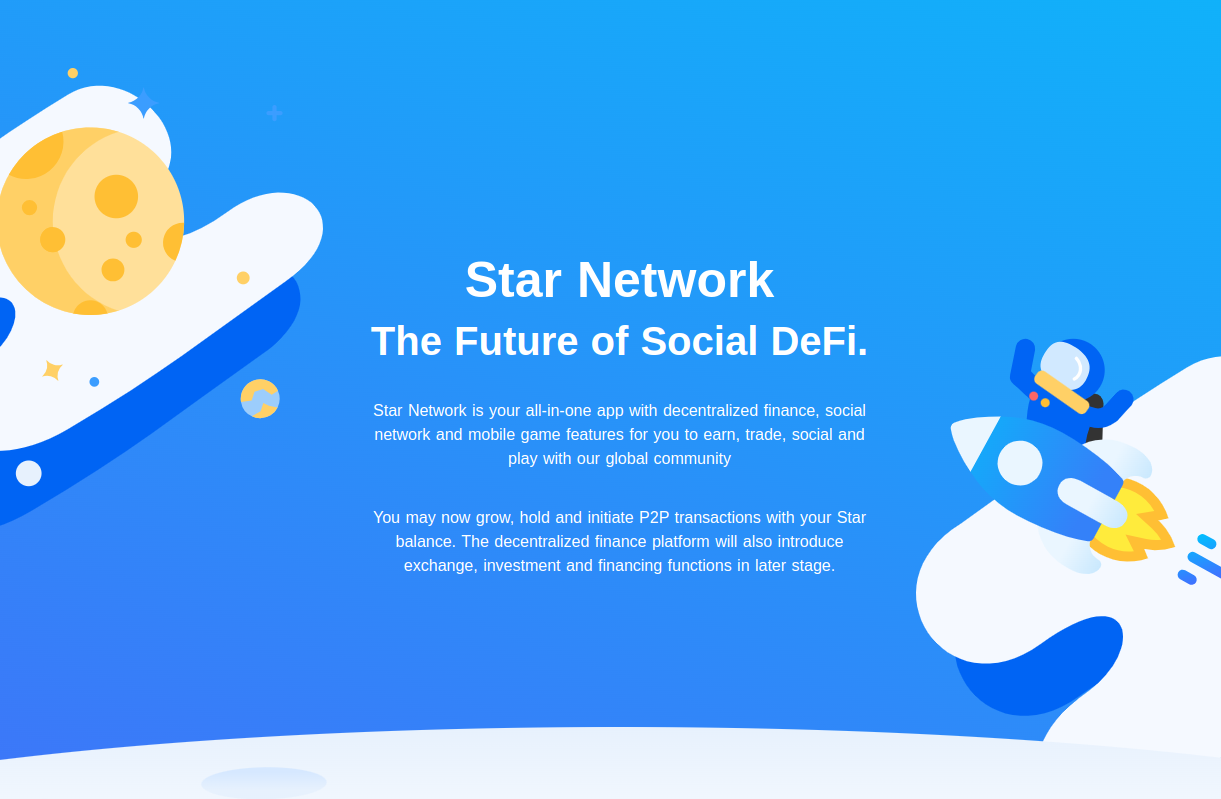 Star Network
The Future of Social DeFi.
Star Network is your all-in-one app with decentralized finance, social
network and mobile game features for you to earn, trade, social and
play with our global community
You may now grow, hold and initiate P2P transactions with your Star
balance. The decentralized finance platform will also introduce
exchange, investment and financing functions in later stage.